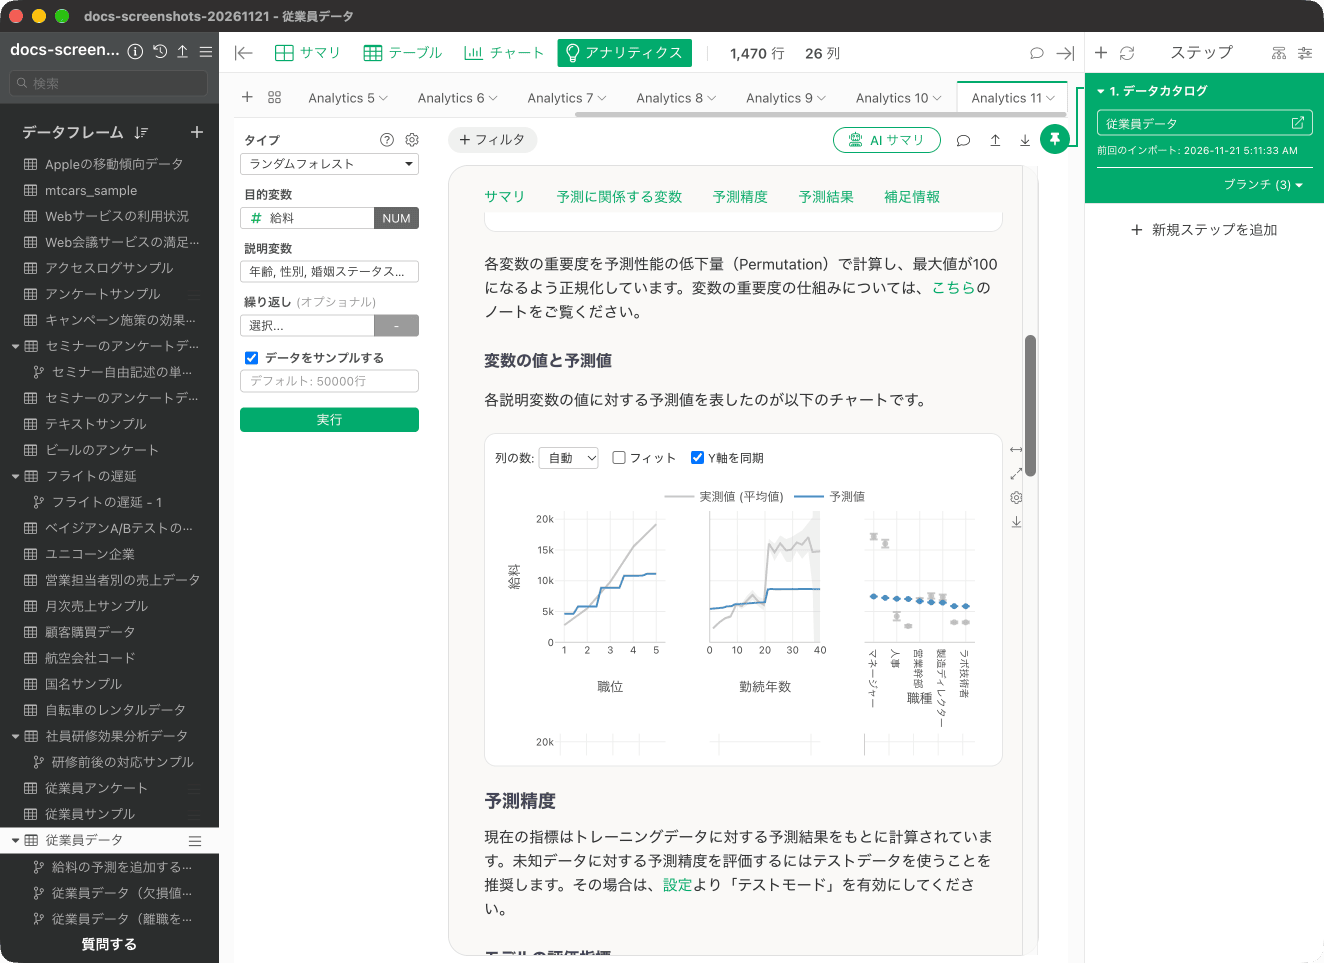 docs-screenshots-20261121 - 従業員データ
docs-screen...
検索
データフレーム
Appleの移動傾向データ
mtcars_sample
Webサービスの利用状況
Web会議サービスの満足…
アクセスログサンプル
アンケートサンプル
キャンペーン施策の効果…
セミナーのアンケートデ…
セミナー自由記述の単…
セミナーのアンケートデ…
テキストサンプル
ビールのアンケート
フライトの遅延
フライトの遅延 - 1
ベイジアンA/Bテストの…
ユニコーン企業
営業担当者別の売上データ
月次売上サンプル
顧客購買データ
航空会社コード
国名サンプル
自転車のレンタルデータ
社員研修効果分析データ
研修前後の対応サンプル
従業員アンケート
従業員サンプル
従業員データ
給料の予測を追加する…
従業員データ（欠損値…
従業員データ（離職を…
質問する
サマリ
テーブル
チャート
アナリティクス
1,470 行
26 列
Analytics 5
Analytics 6
Analytics 7
Analytics 8
Analytics 9
Analytics 10
Analytics 11
タイプ
ランダムフォレスト
目的変数
# 給料 NUM
説明変数
年齢, 性別, 婚姻ステータス...
繰り返し (オプショナル)
選択... -
データをサンプルする
デフォルト: 50000行
実行
+ フィルタ
AI サマリ
サマリ
予測に関係する変数
予測精度
予測結果
補足情報
各変数の重要度を予測性能の低下量（Permutation）で計算し、最大値が100
になるよう正規化しています。変数の重要度の仕組みについては、こちらの
ノートをご覧ください。
変数の値と予測値
各説明変数の値に対する予測値を表したのが以下のチャートです。
列の数: 自動 フィット Y軸を同期
実測値 (平均値) 予測値
給料
20k
15k
10k
5k
0
1 2 3 4 5
職位
0 10 20 30 40
勤続年数
マネージャー
人事
営業幹部
製造ディレクター
ラボ技術者
職種
20k
予測精度
現在の指標はトレーニングデータに対する予測結果をもとに計算されていま
す。未知データに対する予測精度を評価するにはテストデータを使うことを
推奨します。その場合は、設定より「テストモード」を有効にしてくださ
い。
モデルの評価指標
ステップ
1. データカタログ
従業員データ
前回のインポート: 2026-11-21 5:11:33 AM
ブランチ (3)
+ 新規ステップを追加